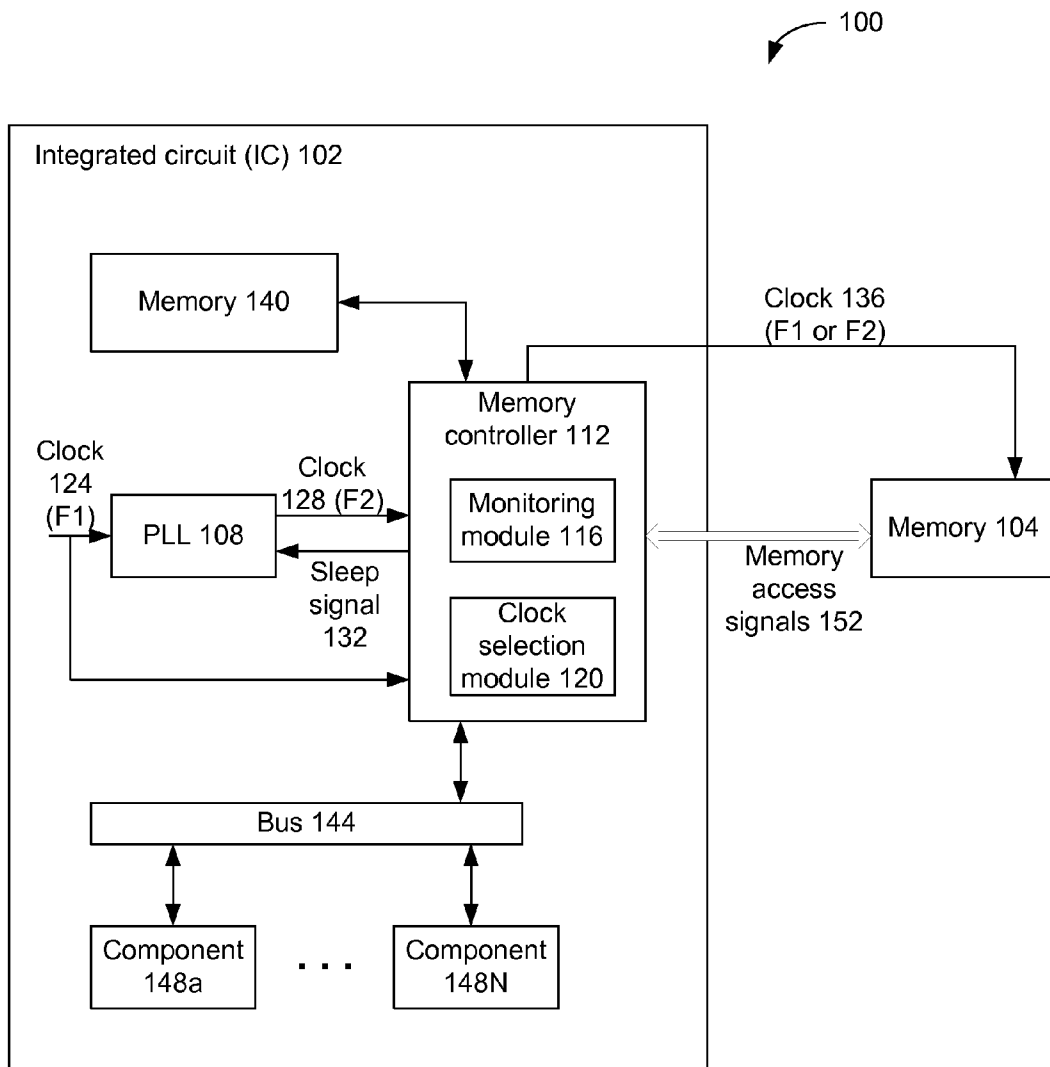 100
Integrated circuit (IC) 102
Memory 140
Clock 136
(F1 or F2)
Memory
controller 112
Clock
124
(F1)
Clock
128 (F2)
PLL 108
Monitoring
module 116
Memory 104
Sleep
signal
132
Memory
access
signals 152
Clock
selection
module 120
Bus 144
Component
148a
. . .
Component
148N